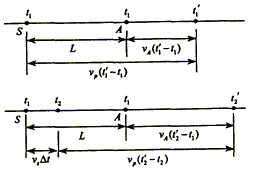 t₁ t₁ t₁′
S L A v_A(t₁′−t₁)
v_p(t₁′−t₁)
t₁ t₂ t₁ t₂′
S L A v_A(t₂′−t₁)
v_sΔt v_p(t₂′−t₂)